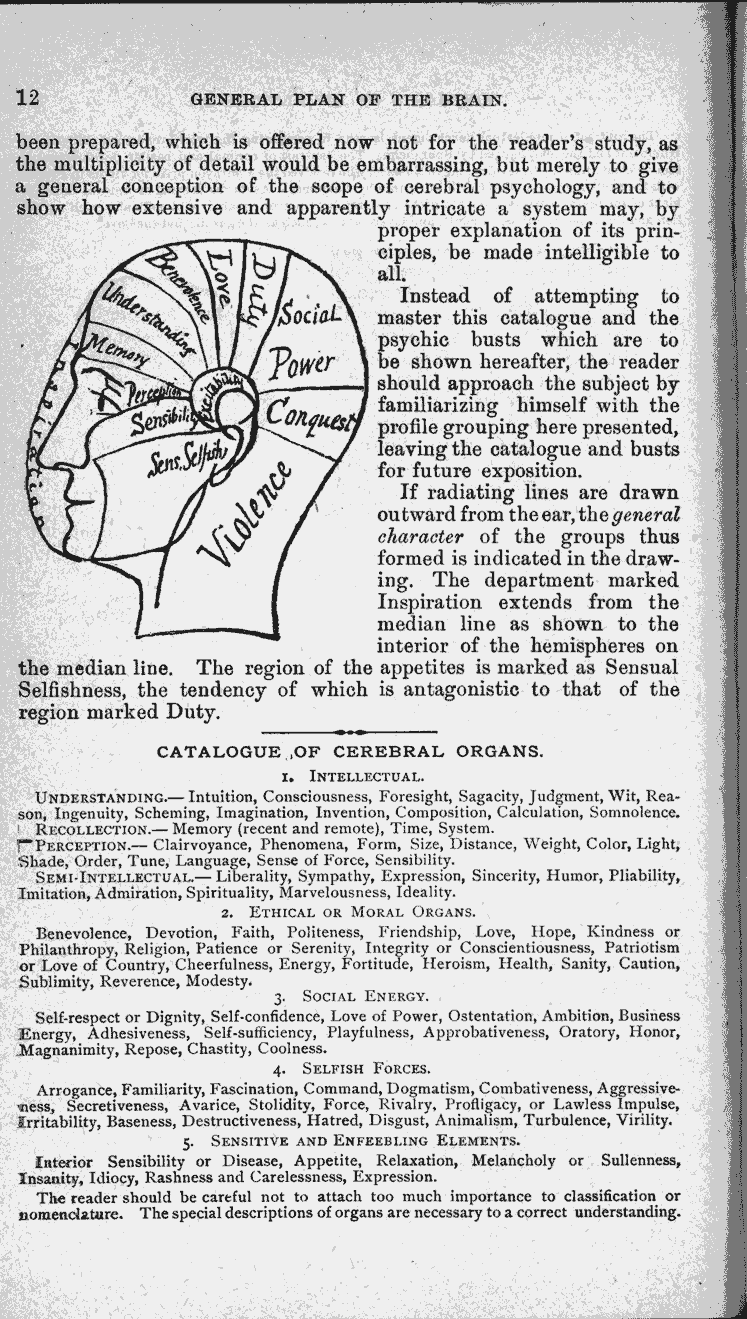 12 GENERAL PLAN OF THE BRAIN.
been prepared, which is offered now not for the reader's study, as
the multiplicity of detail would be embarrassing, but merely to give
a general conception of the scope of cerebral psychology, and to
show how extensive and apparently intricate a system may, by
proper explanation of its prin-
ciples, be made intelligible to
all.
Instead of attempting to
master this catalogue and the
psychic busts which are to
be shown hereafter, the reader
should approach the subject by
familiarizing himself with the
profile grouping here presented,
leaving the catalogue and busts
for future exposition.
If radiating lines are drawn
outward from the ear, the general
character of the groups thus
formed is indicated in the draw-
ing. The department marked
Inspiration extends from the
median line as shown to the
interior of the hemispheres on
Benevolence
Love
Duty
Understanding
Social
Memory
Power
Perception
Excitability
Sensibility
Conquest
Sens. Selfish
Violence
Inspiration
the median line. The region of the appetites is marked as Sensual
Selfishness, the tendency of which is antagonistic to that of the
region marked Duty.
CATALOGUE OF CEREBRAL ORGANS.
1. INTELLECTUAL.
UNDERSTANDING.— Intuition, Consciousness, Foresight, Sagacity, Judgment, Wit, Rea-
son, Ingenuity, Scheming, Imagination, Invention, Composition, Calculation, Somnolence.
RECOLLECTION.— Memory (recent and remote), Time, System.
PERCEPTION.— Clairvoyance, Phenomena, Form, Size, Distance, Weight, Color, Light,
Shade, Order, Tune, Language, Sense of Force, Sensibility.
SEMI-INTELLECTUAL.— Liberality, Sympathy, Expression, Sincerity, Humor, Pliability,
Imitation, Admiration, Spirituality, Marvelousness, Ideality.
2. ETHICAL OR MORAL ORGANS.
Benevolence, Devotion, Faith, Politeness, Friendship, Love, Hope, Kindness or
Philanthropy, Religion, Patience or Serenity, Integrity or Conscientiousness, Patriotism
or Love of Country, Cheerfulness, Energy, Fortitude, Heroism, Health, Sanity, Caution,
Sublimity, Reverence, Modesty.
3. SOCIAL ENERGY.
Self-respect or Dignity, Self-confidence, Love of Power, Ostentation, Ambition, Business
Energy, Adhesiveness, Self-sufficiency, Playfulness, Approbativeness, Oratory, Honor,
Magnanimity, Repose, Chastity, Coolness.
4. SELFISH FORCES.
Arrogance, Familiarity, Fascination, Command, Dogmatism, Combativeness, Aggressive-
ness, Secretiveness, Avarice, Stolidity, Force, Rivalry, Profligacy, or Lawless Impulse,
Irritability, Baseness, Destructiveness, Hatred, Disgust, Animalism, Turbulence, Virility.
5. SENSITIVE AND ENFEEBLING ELEMENTS.
Interior Sensibility or Disease, Appetite, Relaxation, Melancholy or Sullenness,
Insanity, Idiocy, Rashness and Carelessness, Expression.
The reader should be careful not to attach too much importance to classification or
nomenclature. The special descriptions of organs are necessary to a correct understanding.